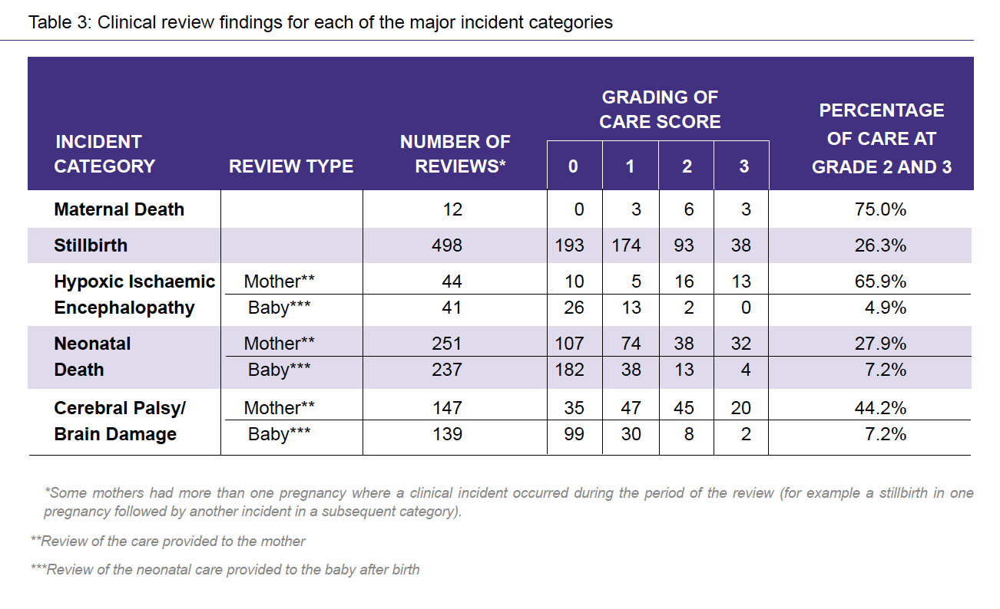 Table 3: Clinical review findings for each of the major incident categories
INCIDENT CATEGORY REVIEW TYPE NUMBER OF REVIEWS* GRADING OF CARE SCORE 0 1 2 3 PERCENTAGE OF CARE AT GRADE 2 AND 3
Maternal Death 12 0 3 6 3 75.0%
Stillbirth 498 193 174 93 38 26.3%
Hypoxic Ischaemic Mother** 44 10 5 16 13 65.9%
Encephalopathy Baby*** 41 26 13 2 0 4.9%
Neonatal Mother** 251 107 74 38 32 27.9%
Death Baby*** 237 182 38 13 4 7.2%
Cerebral Palsy/ Mother** 147 35 47 45 20 44.2%
Brain Damage Baby*** 139 99 30 8 2 7.2%
*Some mothers had more than one pregnancy where a clinical incident occurred during the period of the review (for example a stillbirth in one
pregnancy followed by another incident in a subsequent category).
**Review of the care provided to the mother
***Review of the neonatal care provided to the baby after birth